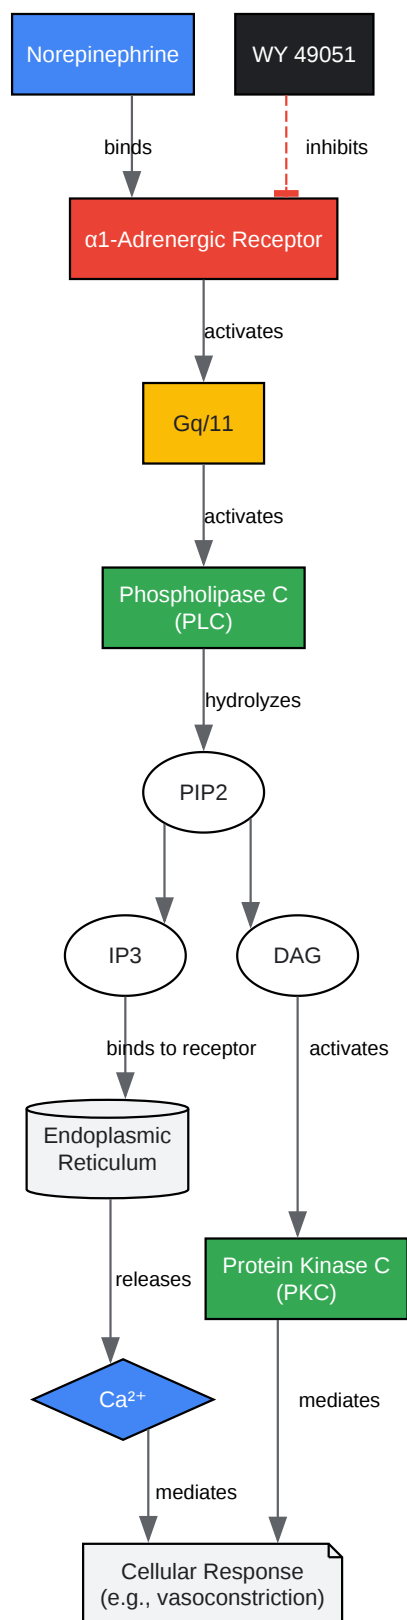 Norepinephrine
WY 49051
binds
inhibits
α1-Adrenergic Receptor
activates
Gq/11
activates
Phospholipase C
(PLC)
hydrolyzes
PIP2
IP3
DAG
binds to receptor
activates
Endoplasmic
Reticulum
Protein Kinase C
(PKC)
releases
Ca²⁺
mediates
mediates
Cellular Response
(e.g., vasoconstriction)